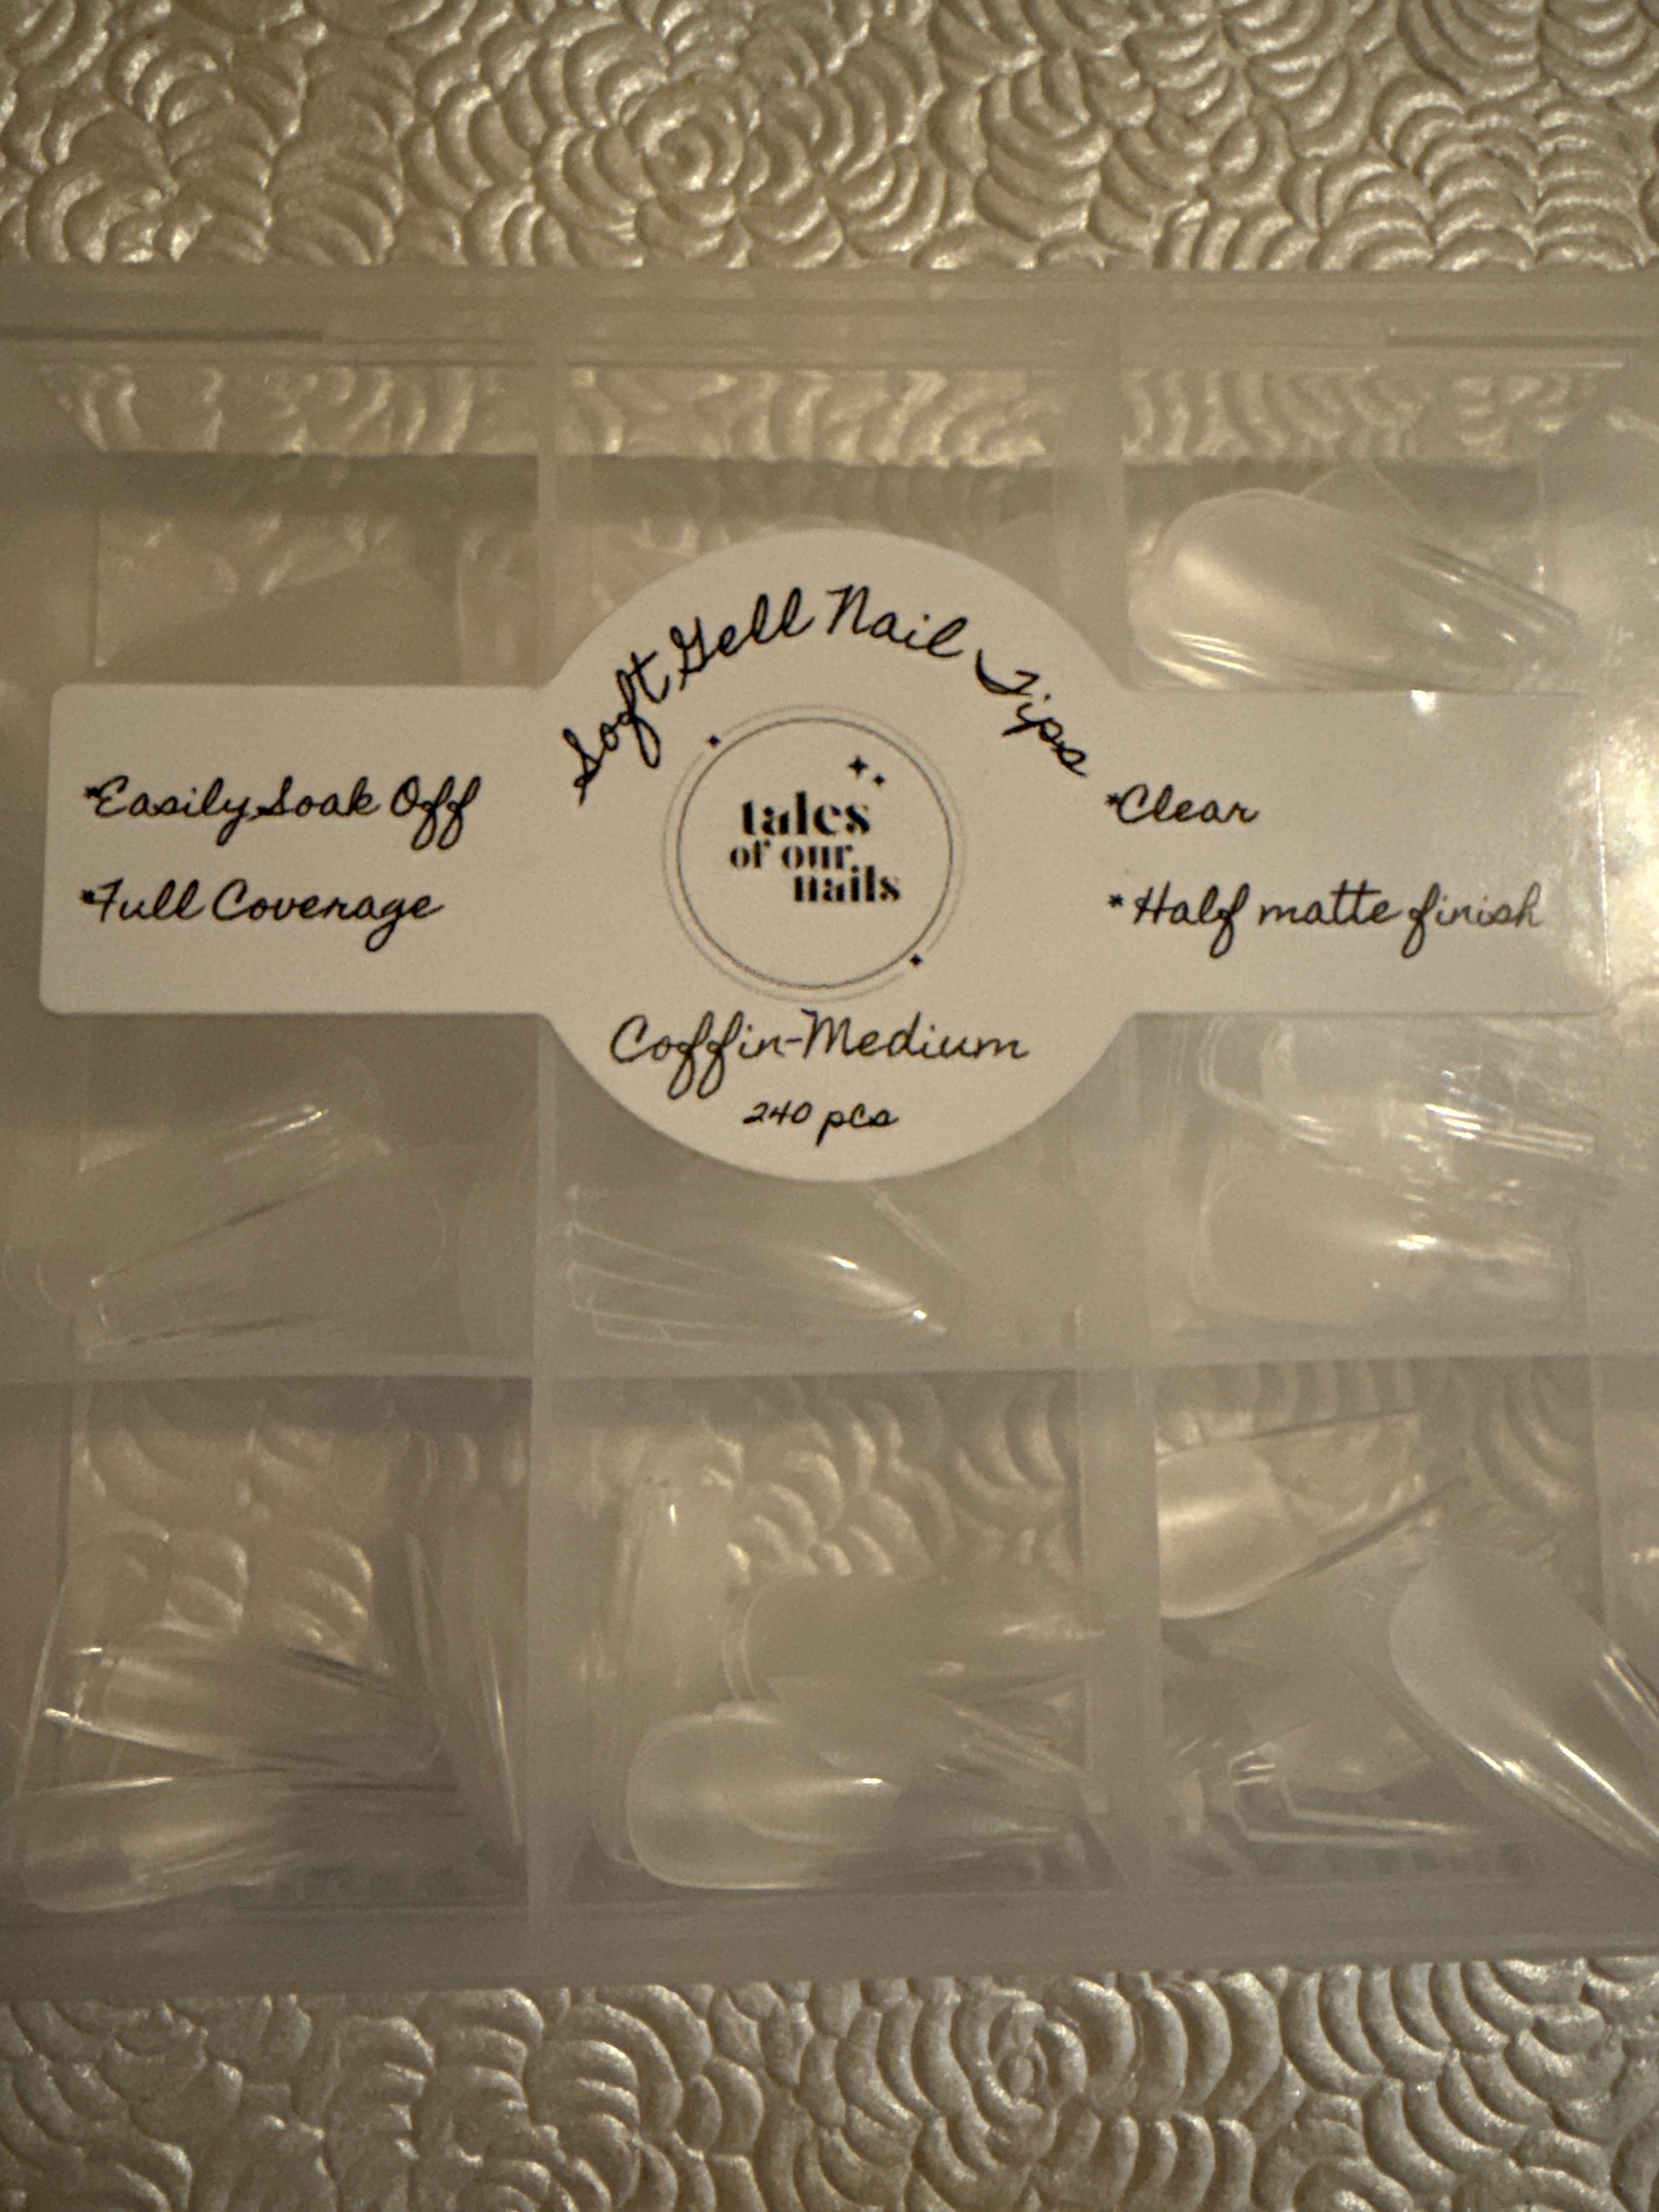 Soft Gell Nail Tips
*Easily Soak Off
*Full Coverage
tales
of our
nails
*Clear
*Half matte finish
Coffin-Medium
240 pcs